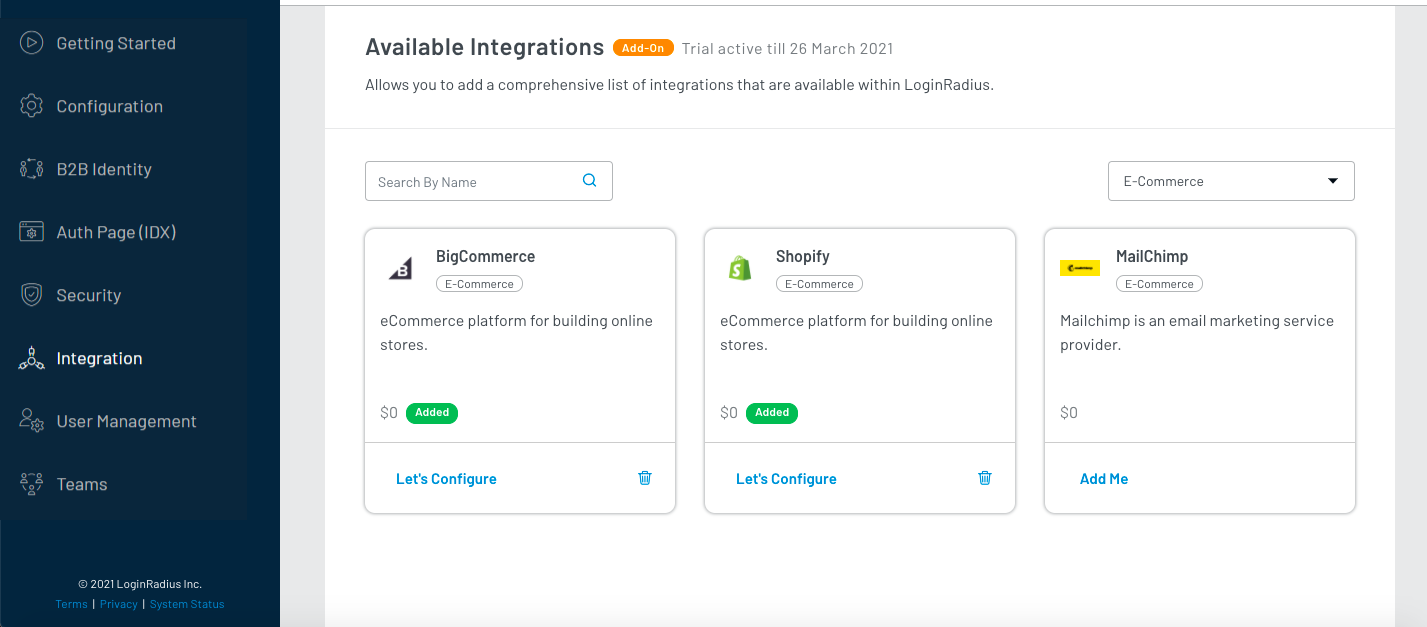 Getting Started
Configuration
B2B Identity
Auth Page (IDX)
Security
Integration
User Management
Teams
© 2021 LoginRadius Inc.
Terms | Privacy | System Status
Available Integrations Add-On Trial active till 26 March 2021
Allows you to add a comprehensive list of integrations that are available within LoginRadius.
Search By Name
E-Commerce
BigCommerce
E-Commerce
eCommerce platform for building online
stores.
$0 Added
Let's Configure
Shopify
E-Commerce
eCommerce platform for building online
stores.
$0 Added
Let's Configure
MailChimp
E-Commerce
Mailchimp is an email marketing service
provider.
$0
Add Me